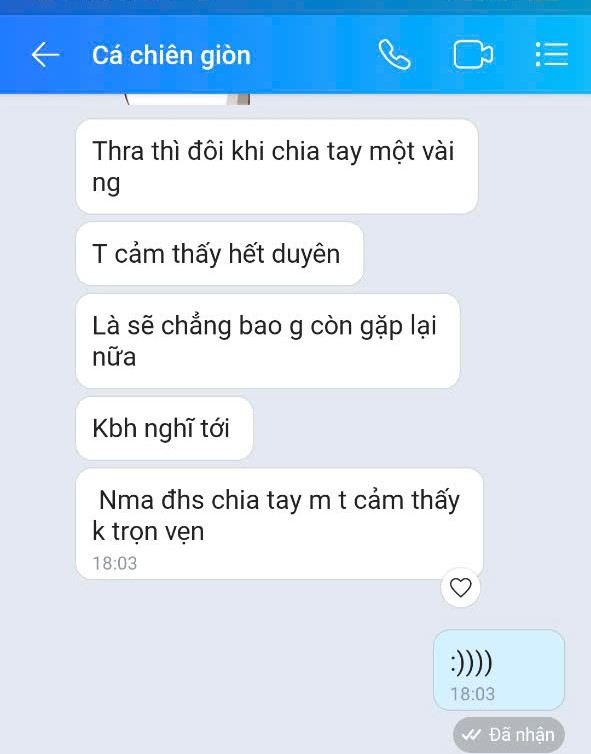 Cá chiên giòn
Thra thì đôi khi chia tay một vài
ng
T cảm thấy hết duyên
Là sẽ chẳng bao g còn gặp lại
nữa
Kbh nghĩ tới
Nma đhs chia tay m t cảm thấy
k trọn vẹn
18:03
:))))
18:03
Đã nhận